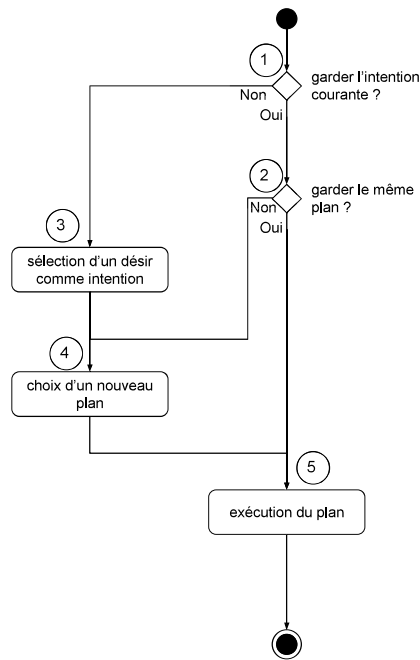 1
garder l'intention
courante ?
Non
Oui
2
garder le même
plan ?
Non
Oui
3
sélection d'un désir
comme intention
4
choix d'un nouveau
plan
5
exécution du plan